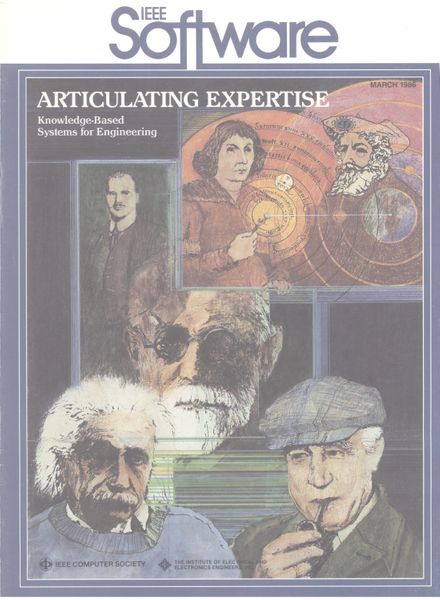 IEEE
Software
MARCH 1986
ARTICULATING EXPERTISE
Knowledge-Based
Systems for Engineering
IEEE COMPUTER SOCIETY
THE INSTITUTE OF ELECTRICAL AND
ELECTRONICS ENGINEERS, INC.